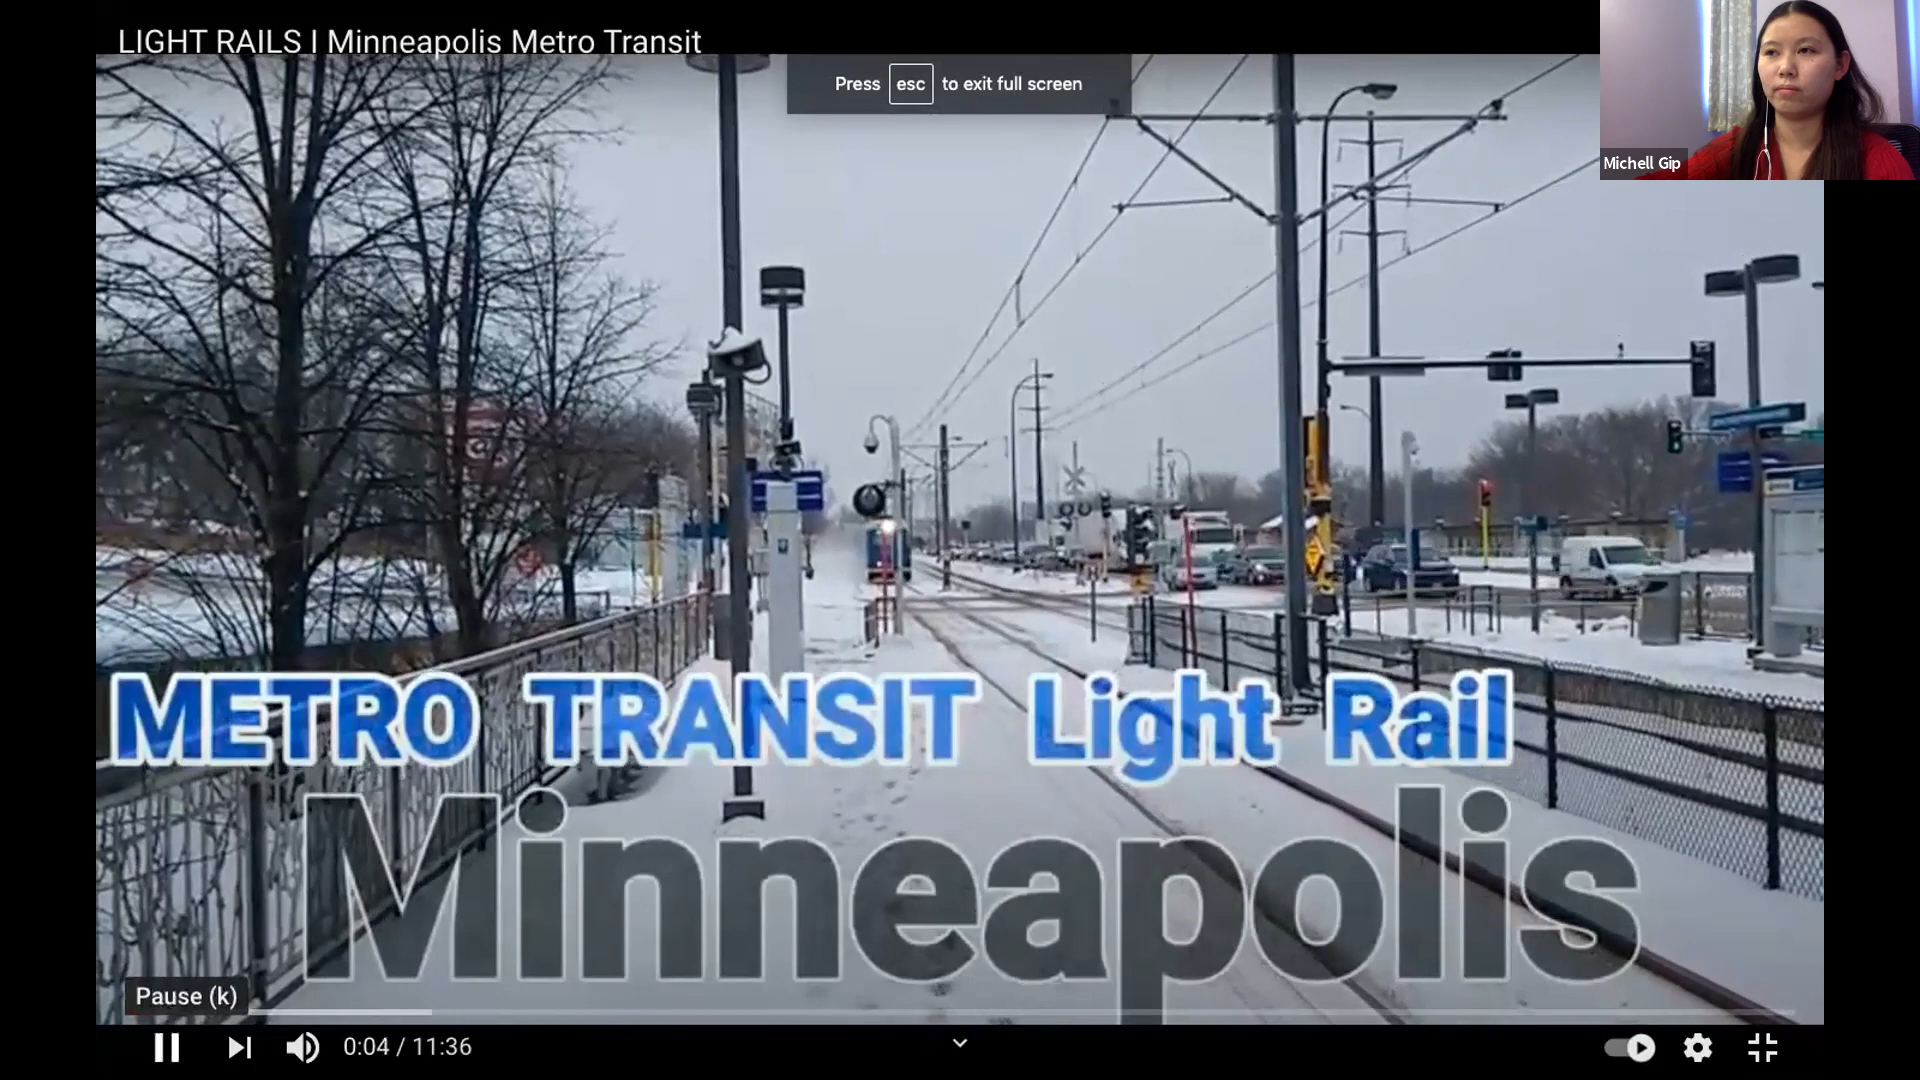 LIGHT RAILS I Minneapolis Metro Transit
Press esc to exit full screen
Michell Gip
METRO TRANSIT Light Rail
Minneapolis
Pause (k)
0:04 / 11:36